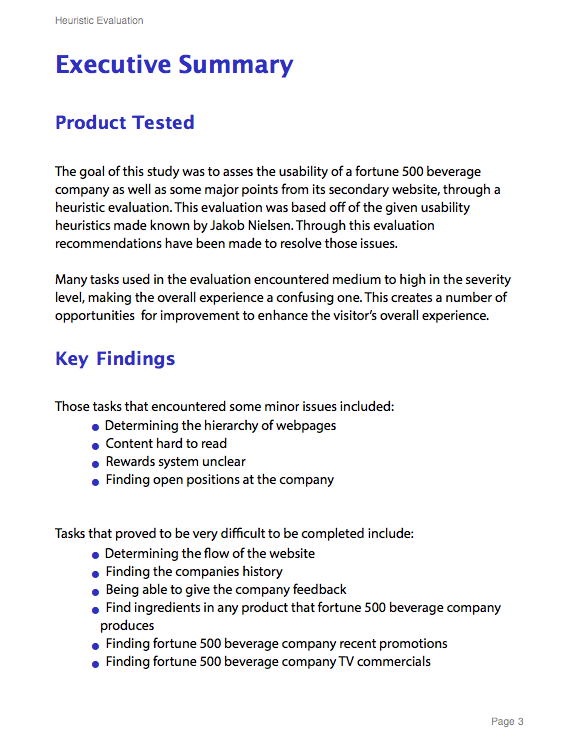 Heuristic Evaluation
Executive Summary
Product Tested
The goal of this study was to asses the usability of a fortune 500 beverage
company as well as some major points from its secondary website, through a
heuristic evaluation. This evaluation was based off of the given usability
heuristics made known by Jakob Nielsen. Through this evaluation
recommendations have been made to resolve those issues.
Many tasks used in the evaluation encountered medium to high in the severity
level, making the overall experience a confusing one. This creates a number of
opportunities  for improvement to enhance the visitor's overall experience.
Key Findings
Those tasks that encountered some minor issues included:
● Determining the hierarchy of webpages
● Content hard to read
● Rewards system unclear
● Finding open positions at the company
Tasks that proved to be very difficult to be completed include:
● Determining the flow of the website
● Finding the companies history
● Being able to give the company feedback
● Find ingredients in any product that fortune 500 beverage company
produces
● Finding fortune 500 beverage company recent promotions
● Finding fortune 500 beverage company TV commercials
Page 3